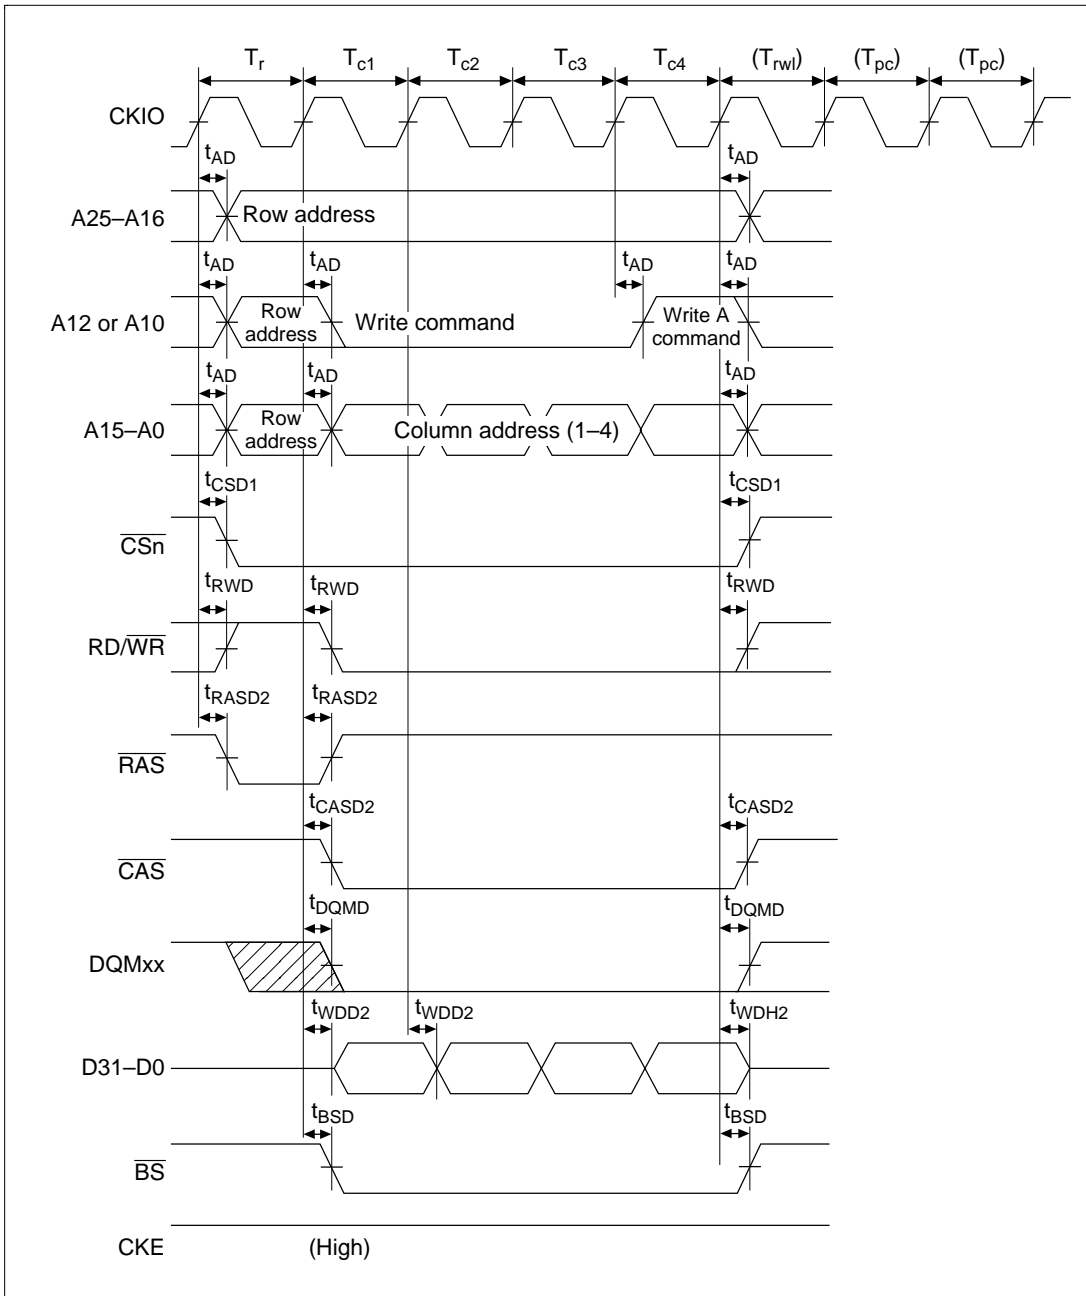 Tr Tc1 Tc2 Tc3 Tc4 (Trwl) (Tpc) (Tpc)
CKIO
tAD tAD
A25–A16 Row address
tAD tAD tAD tAD
A12 or A10 Row address Write command Write A command
tAD tAD tAD
A15–A0 Row address Column address (1–4)
tCSD1 tCSD1
CSn
tRWD tRWD tRWD
RD/WR
tRASD2 tRASD2
RAS
tCASD2 tCASD2
CAS
tDQMD tDQMD
DQMxx
tWDD2 tWDD2 tWDH2
D31–D0
tBSD tBSD
BS
CKE (High)